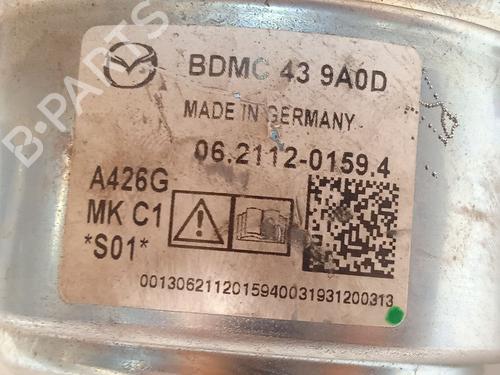 BDMC 43 9A0D
MADE IN GERMANY
06.2112-0159.4
A426G
MK C1
*S01*
0013062112015940031931200313
B-PARTS